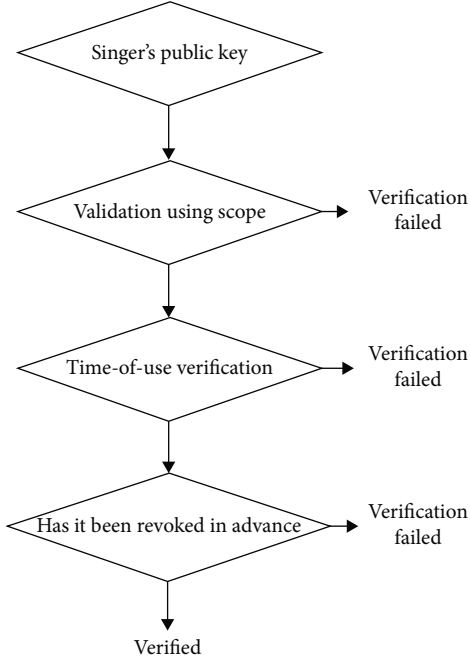 Singer's public key
Validation using scope
Verification
failed
Time-of-use verification
Verification
failed
Has it been revoked in advance
Verification
failed
Verified